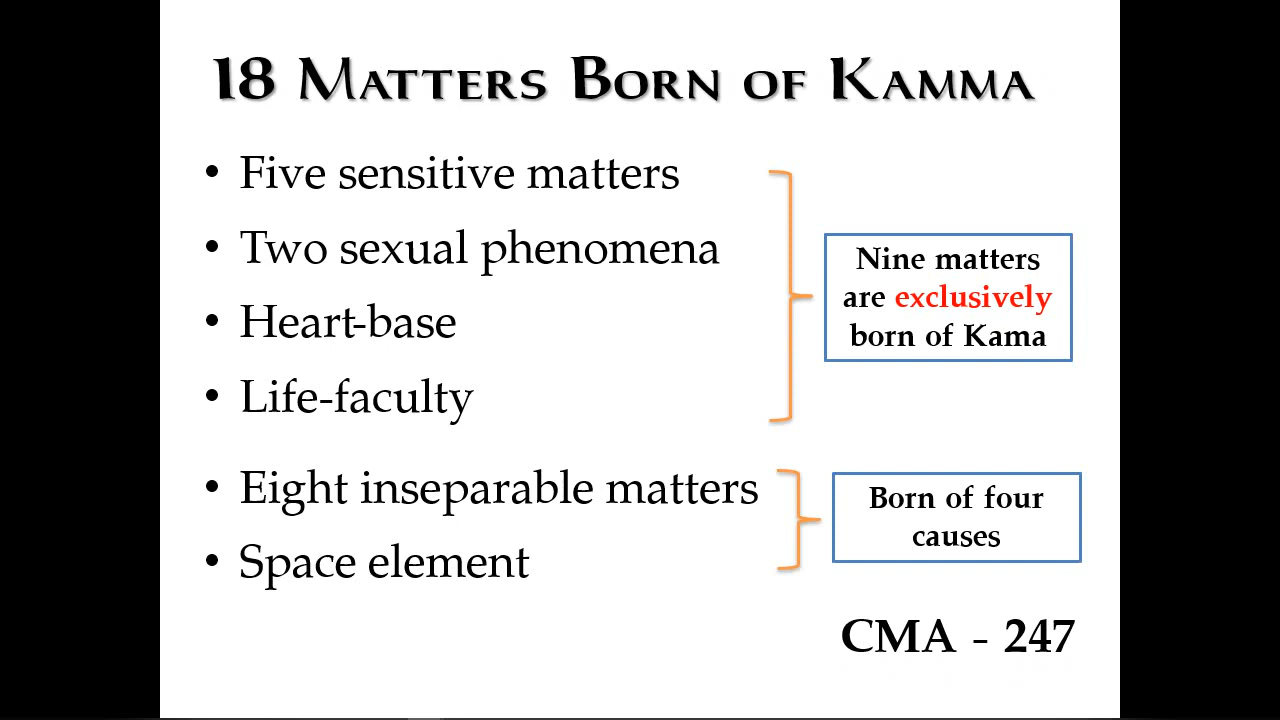 18 Matters Born of Kamma
• Five sensitive matters
• Two sexual phenomena
• Heart-base
• Life-faculty
Nine matters
are exclusively
born of Kama
• Eight inseparable matters
• Space element
Born of four
causes
CMA - 247